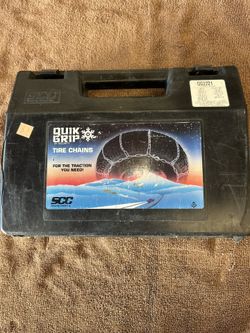 QUIK
GRIP
TIRE CHAINS
FOR THE TRACTION
YOU NEED!
SCC